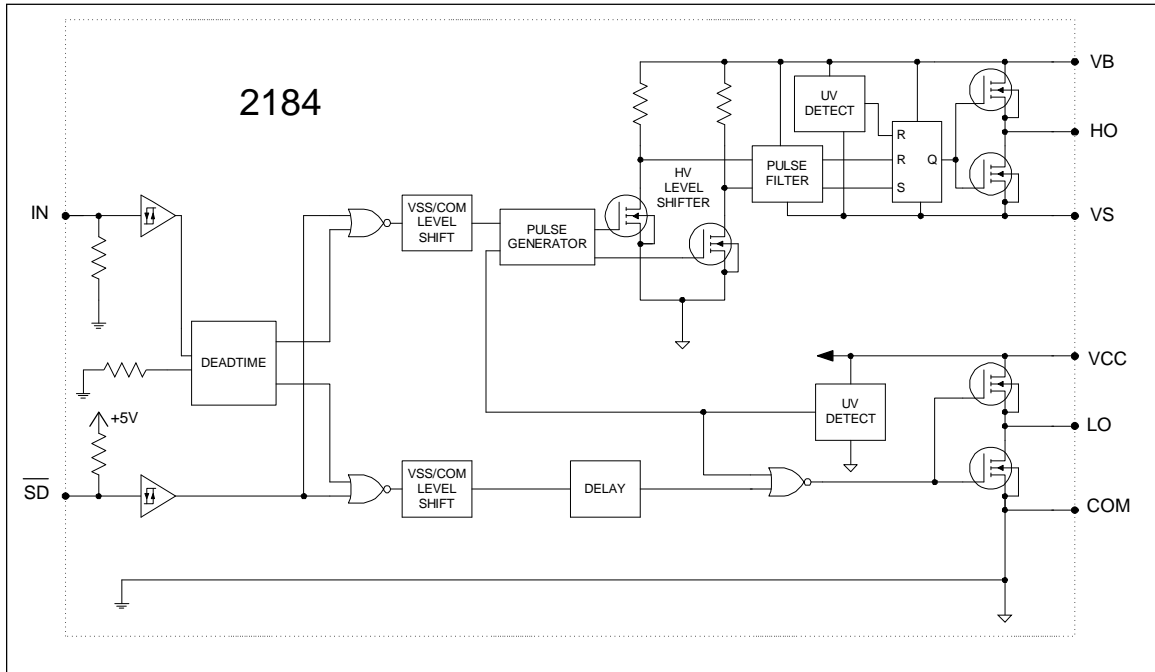 2184
VB
UV
DETECT
HO
R
R
Q
S
PULSE
FILTER
HV
LEVEL
SHIFTER
IN
VSS/COM
LEVEL
SHIFT
PULSE
GENERATOR
VS
DEADTIME
VCC
+5V
UV
DETECT
LO
SD
VSS/COM
LEVEL
SHIFT
DELAY
COM